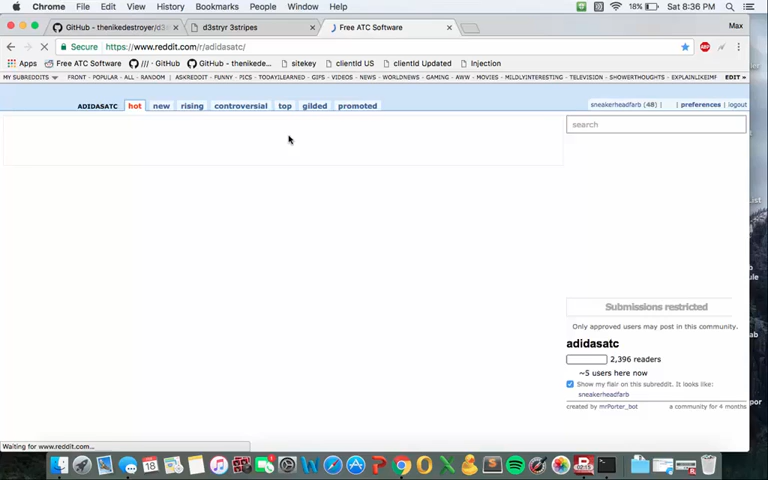 Chrome File Edit View History Bookmarks People Window Help 18% Sat 8:36 PM
GitHub - thenikedestroyer/d3 d3stryr 3stripes Free ATC Software Max
Secure https://www.reddit.com/r/adidasatc/
Apps Free ATC Software /// · GitHub GitHub - thenikede... sitekey clientId US clientId Updated Injection
MY SUBREDDITS FRONT - POPULAR - ALL - RANDOM | ASKREDDIT - FUNNY - PICS - TODAYILEARNED - GIFS - VIDEOS - NEWS - WORLDNEWS - GAMING - AWW - MOVIES - MILDLYINTERESTING - TELEVISION - SHOWERTHOUGHTS - EXPLAINLIKEIMF EDIT »
ADIDASATC hot new rising controversial top gilded promoted sneakerheadfarb (48) | | preferences | logout
search
Submissions restricted
Only approved users may post in this community.
adidasatc
2,396 readers
~5 users here now
Show my flair on this subreddit. It looks like:
sneakerheadfarb
created by mrPorter_bot a community for 4 months
Waiting for www.reddit.com...